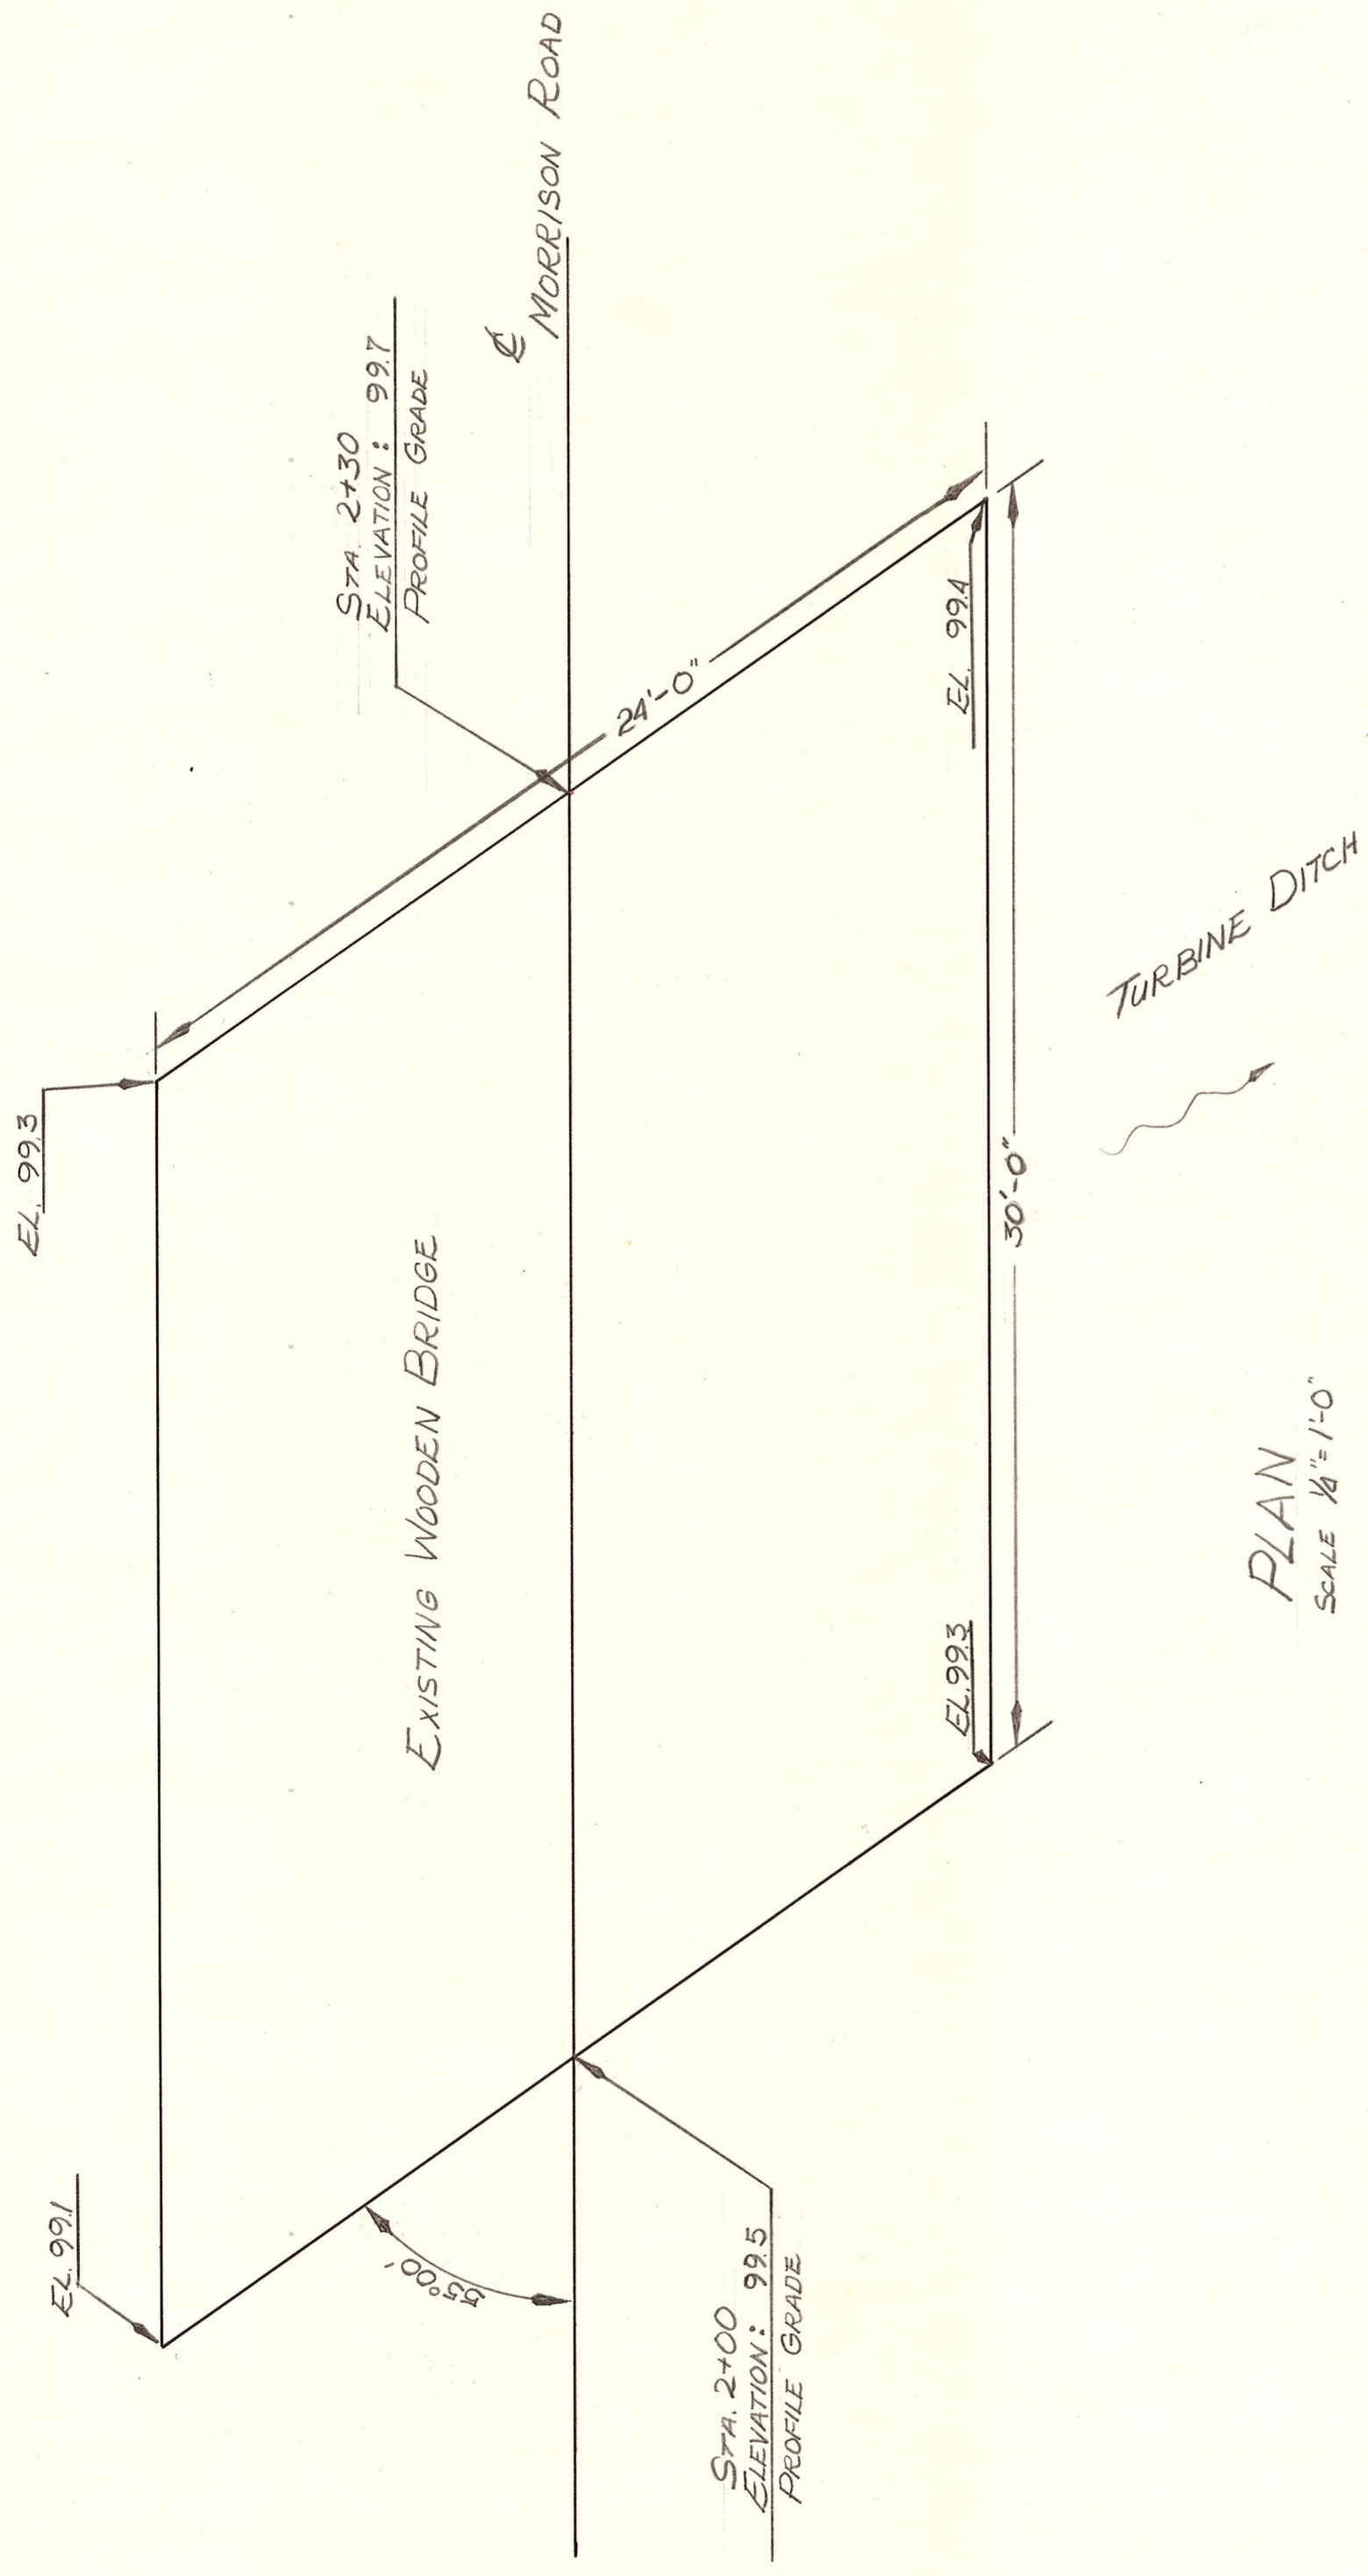 EL. 99.3
STA. 2+30
ELEVATION: 99.7
PROFILE GRADE
℄
MORRISON ROAD
24'-0"
EL. 99.4
EL. 99.1
EXISTING WOODEN BRIDGE
55°00'
STA. 2+00
ELEVATION: 99.5
PROFILE GRADE
EL. 99.3
30'-0"
TURBINE DITCH
PLAN
SCALE 1/4"=1'-0"